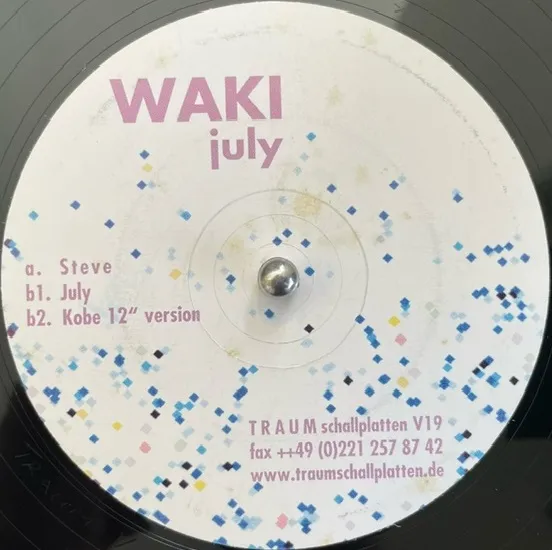 WAKI
july
a. Steve
b1. July
b2. Kobe 12" version
TRAUM schallplatten V19
fax ++49 (0)221 257 87 42
www.traumschallplatten.de